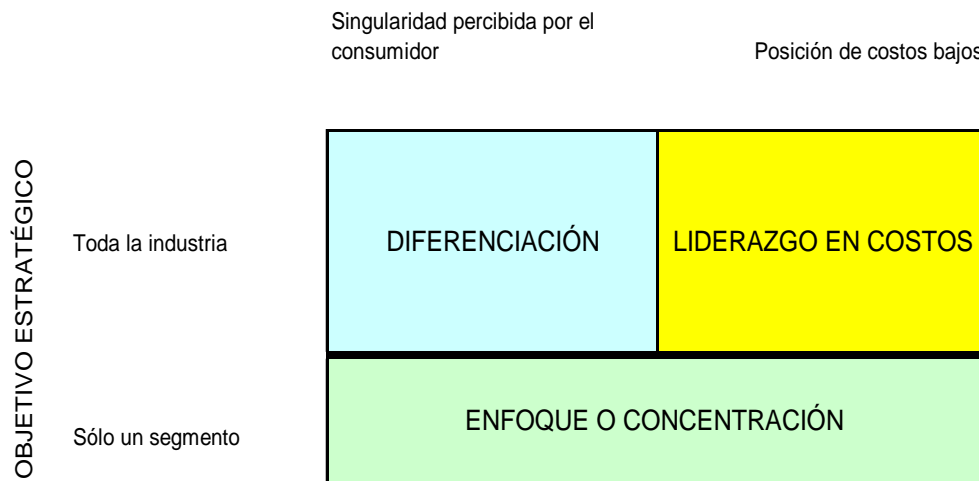 Singularidad percibida por el
consumidor
Posición de costos bajos
OBJETIVO ESTRATÉGICO
Toda la industria
DIFERENCIACIÓN
LIDERAZGO EN COSTOS
Sólo un segmento
ENFOQUE O CONCENTRACIÓN